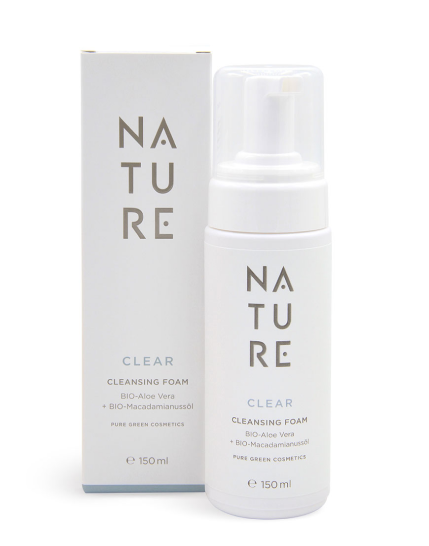 NA
TU
RE
CLEAR
CLEANSING FOAM
BIO-Aloe Vera
+ BIO-Macadamianussöl
PURE GREEN COSMETICS
℮ 150 ml
NA
TU
RE
CLEAR
CLEANSING FOAM
BIO-Aloe Vera
+ BIO-Macadamianussöl
PURE GREEN COSMETICS
℮ 150 ml